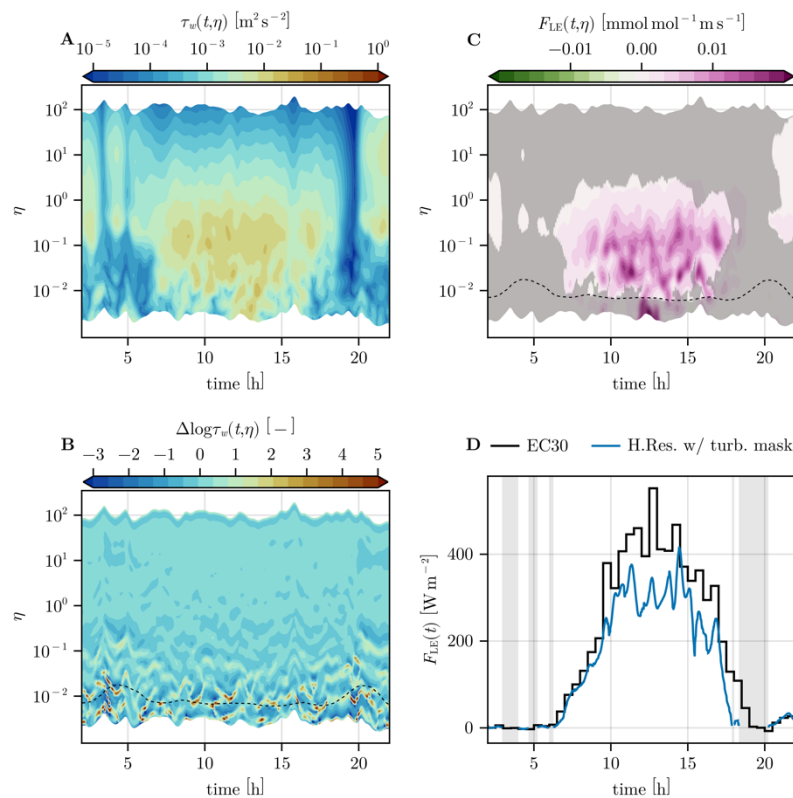 τ_w(t,η) [m² s⁻²]
A
10⁻⁵ 10⁻⁴ 10⁻³ 10⁻² 10⁻¹ 10⁰
10²
10¹
10⁰
10⁻¹
10⁻²
η
5 10 15 20
time [h]
F_LE(t,η) [mmol mol⁻¹ m s⁻¹]
C
−0.01 0.00 0.01
10²
10¹
10⁰
10⁻¹
10⁻²
η
5 10 15 20
time [h]
Δlogτ_w(t,η) [−]
B
−3 −2 −1 0 1 2 3 4 5
10²
10¹
10⁰
10⁻¹
10⁻²
η
5 10 15 20
time [h]
D
EC30 H.Res. w/ turb. mask
400
200
0
F_LE(t) [W m⁻²]
5 10 15 20
time [h]